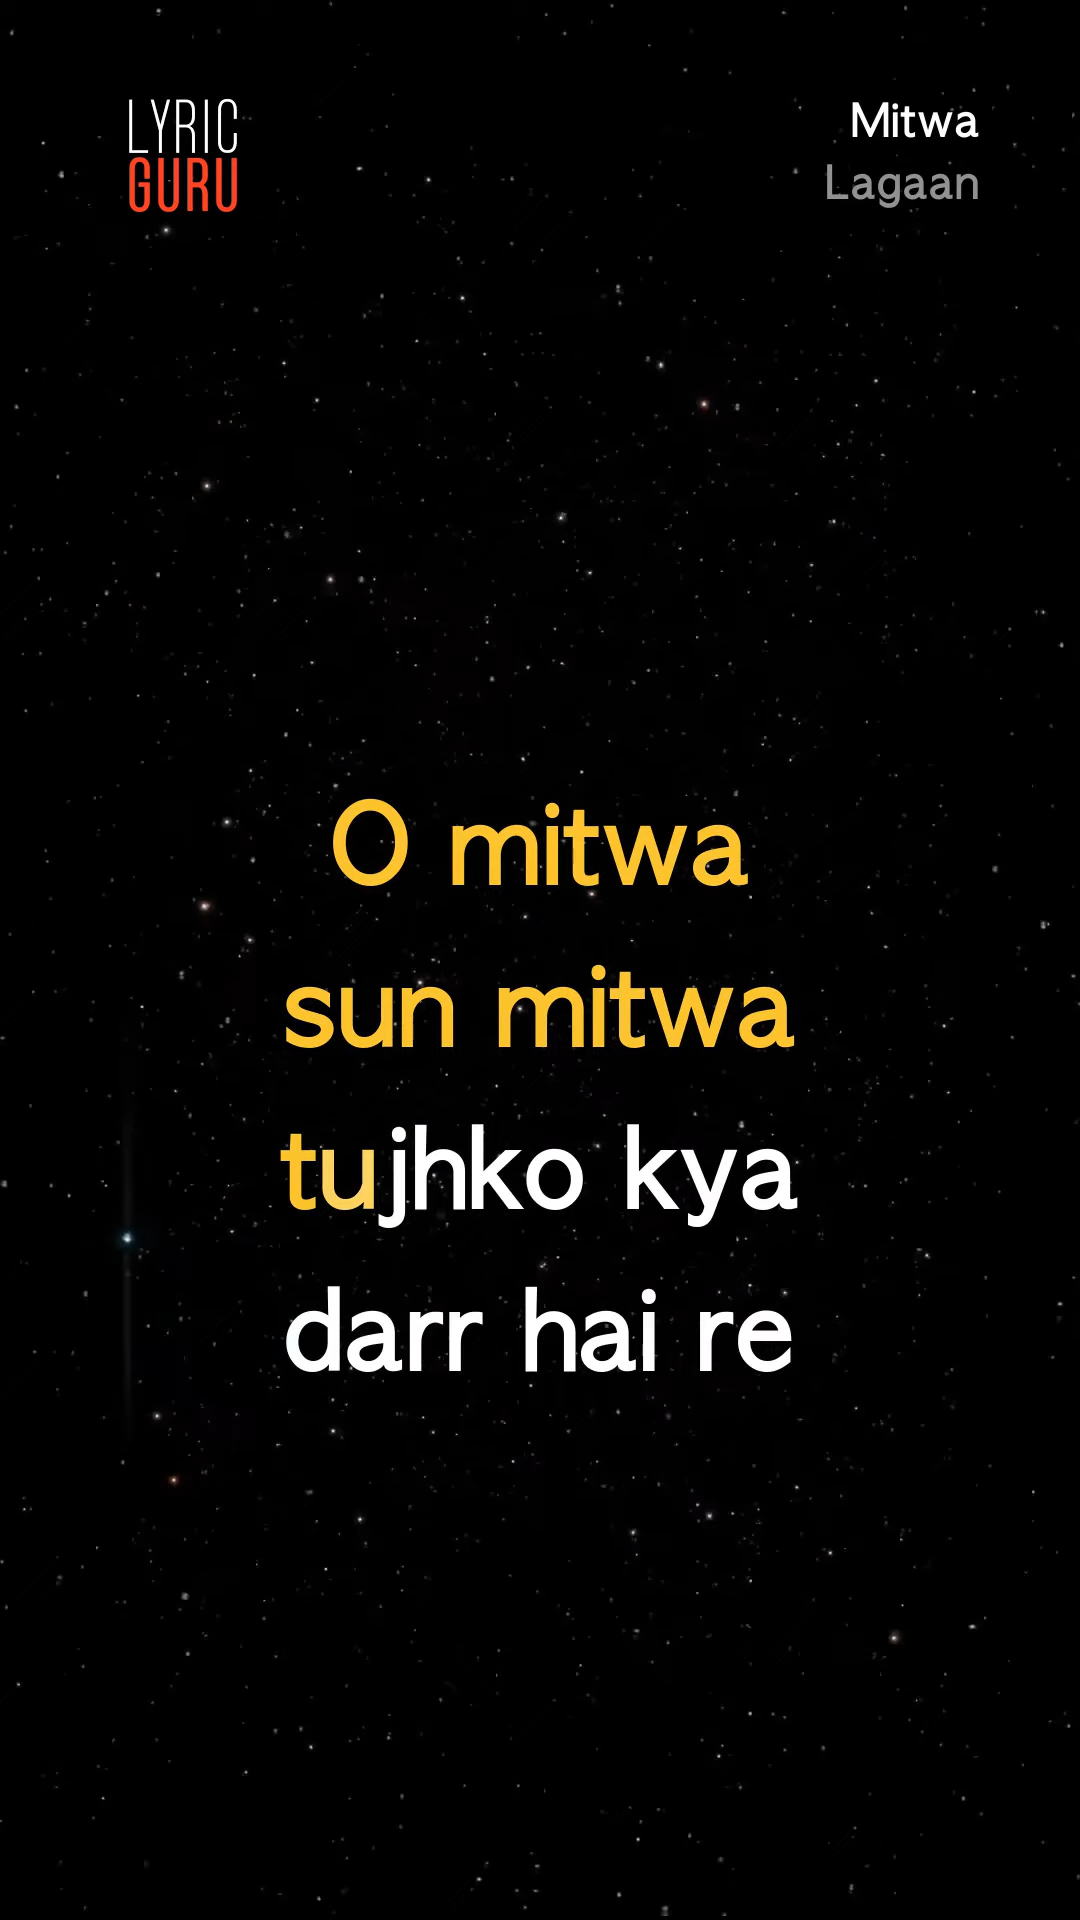 LYRIC
GURU
Mitwa
Lagaan
O mitwa
sun mitwa
tujhko kya
darr hai re